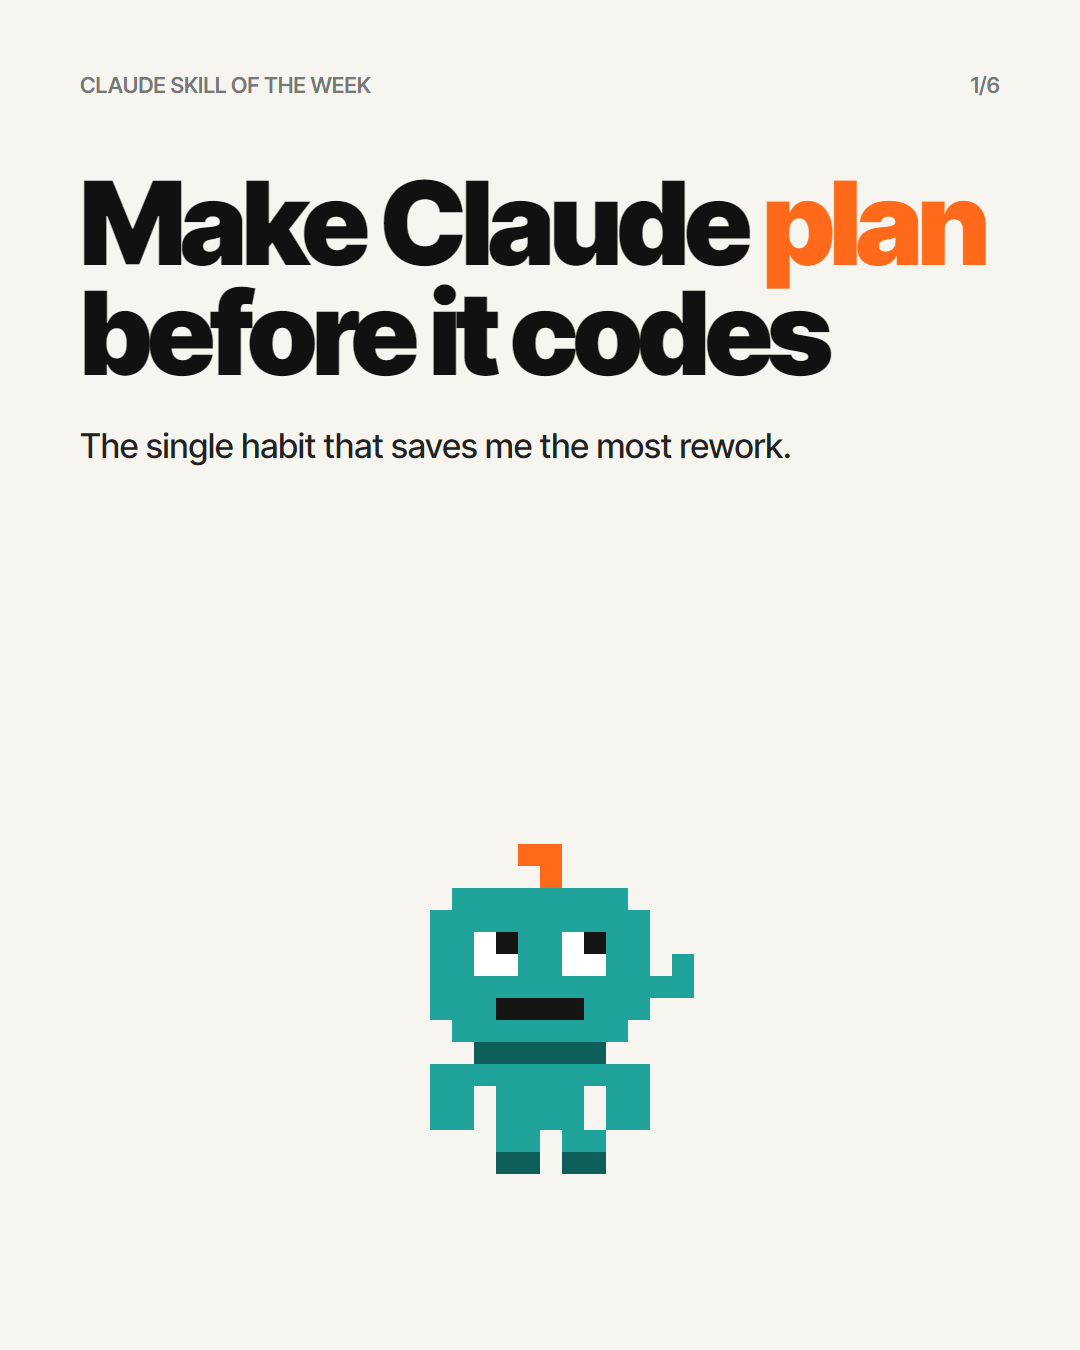 CLAUDE SKILL OF THE WEEK
1/6
Make Claude plan
before it codes
The single habit that saves me the most rework.